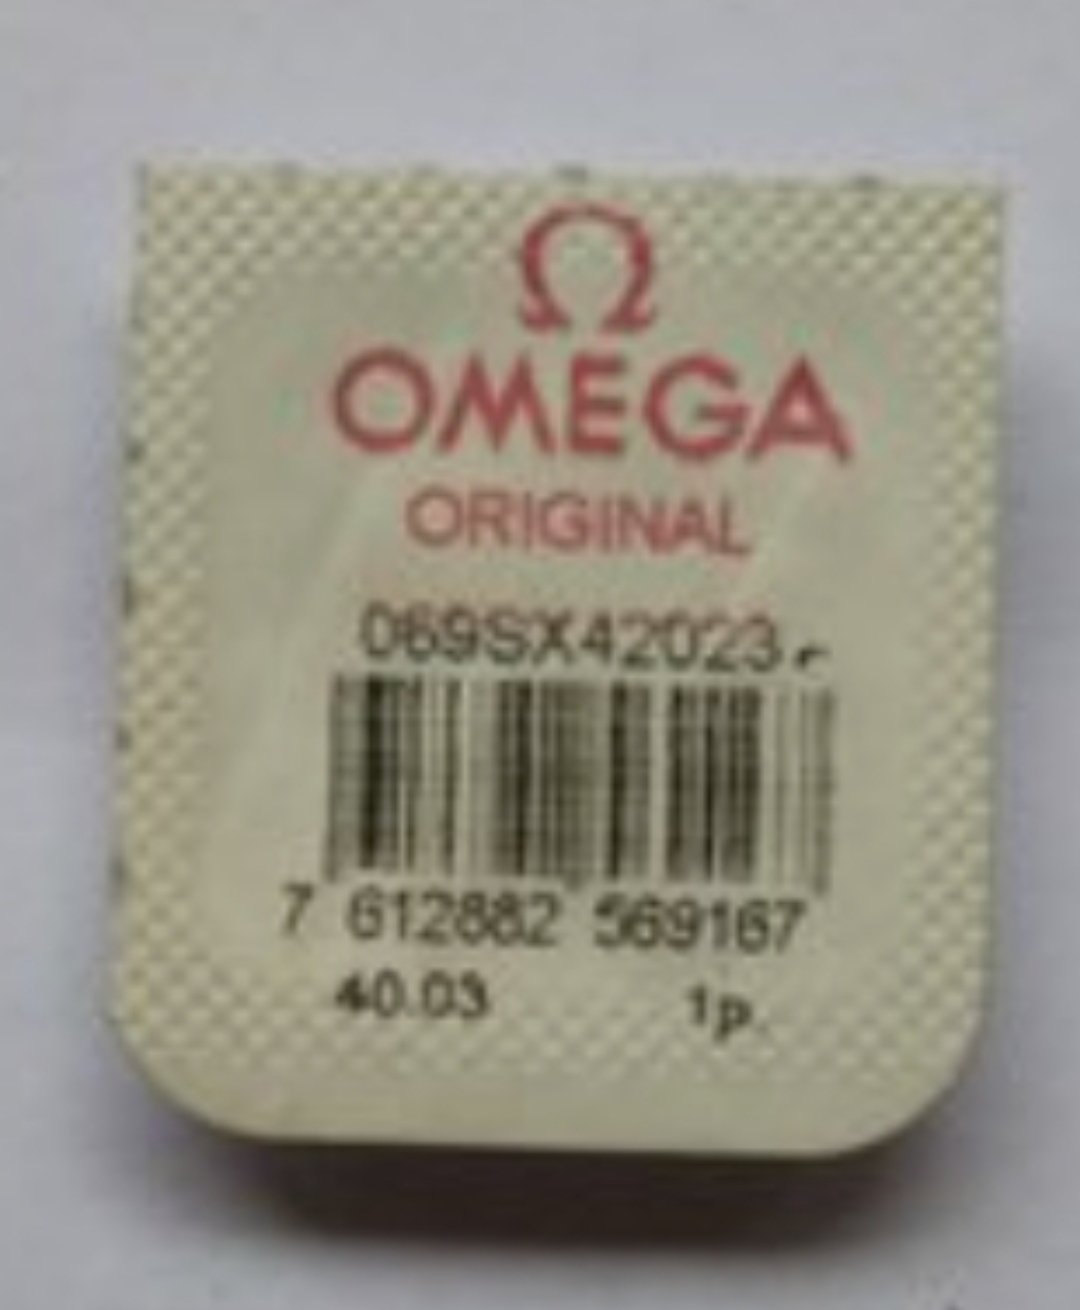 Ω
OMEGA
ORIGINAL
069SX42023
7 612882 569167
40.03 1p.